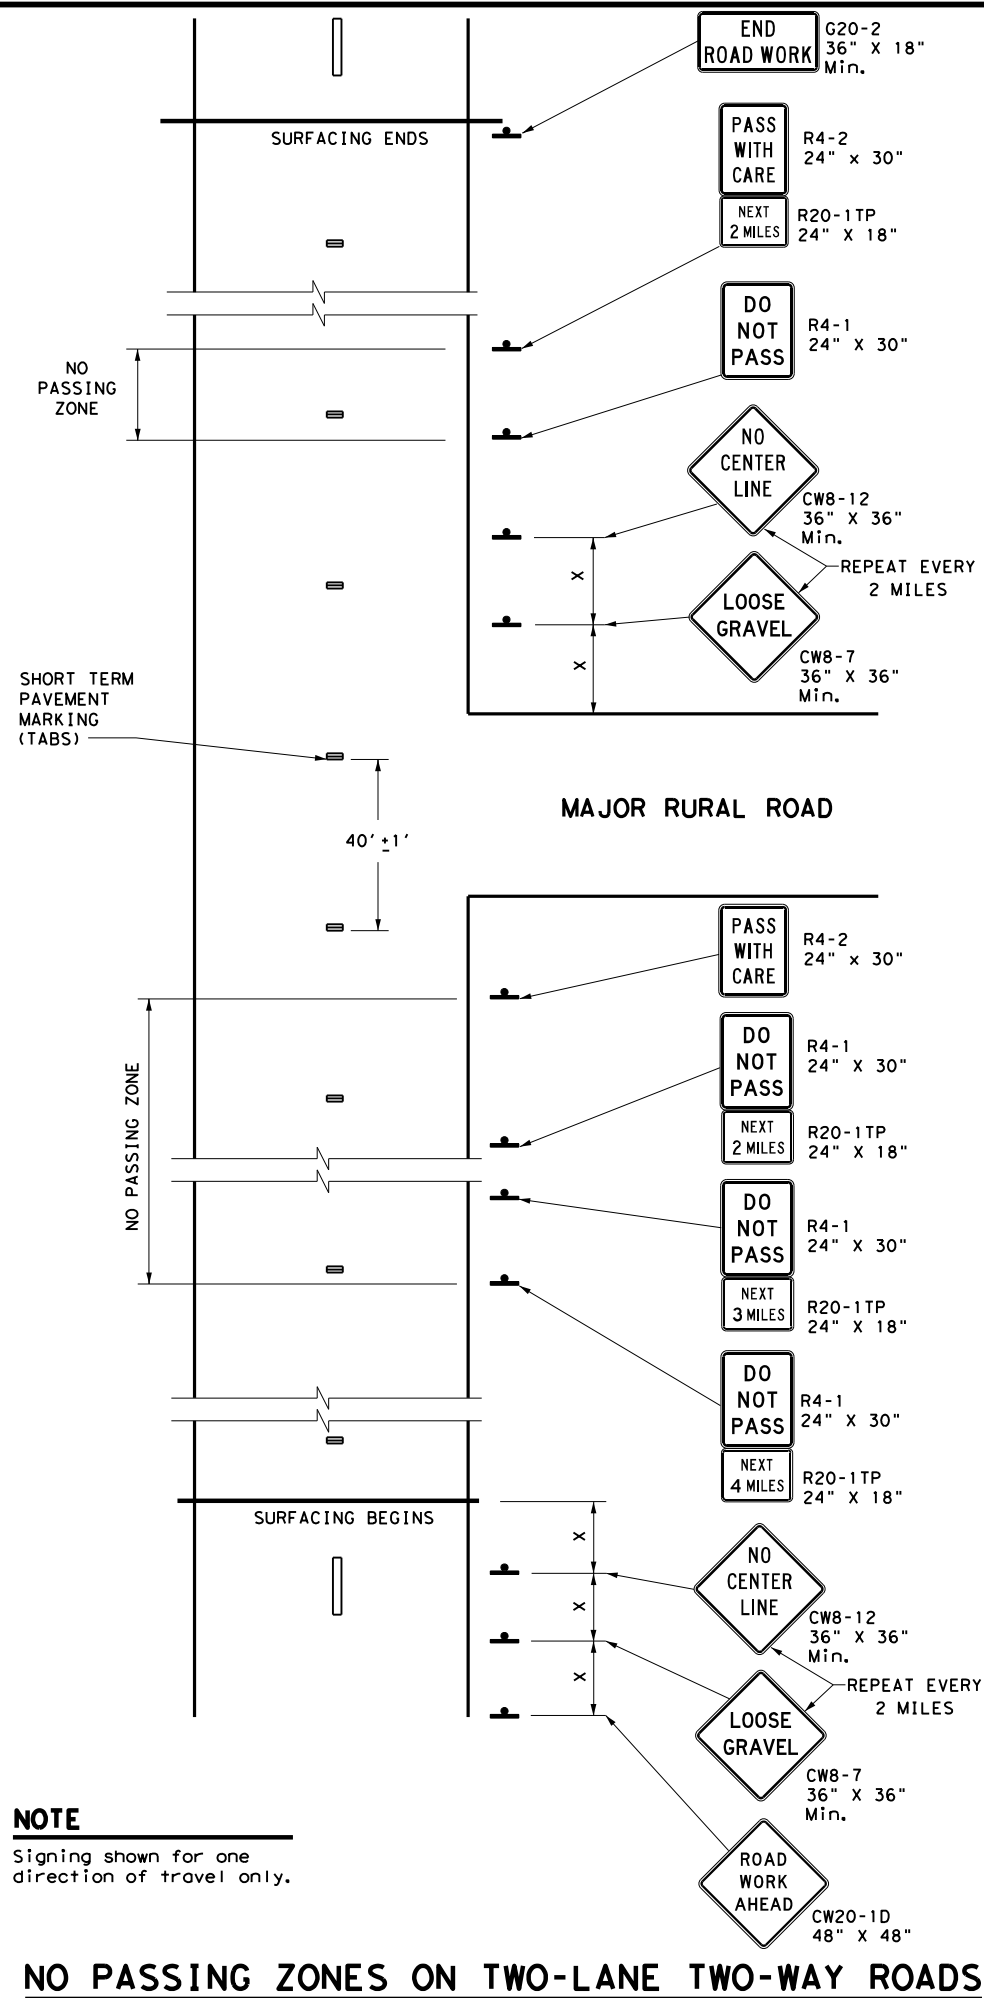 END
ROAD WORK
G20-2
36" X 18"
Min.
SURFACING ENDS
PASS
WITH
CARE
R4-2
24" x 30"
NEXT
2 MILES
R20-1TP
24" X 18"
DO
NOT
PASS
R4-1
24" X 30"
NO
PASSING
ZONE
NO
CENTER
LINE
CW8-12
36" X 36"
Min.
REPEAT EVERY
2 MILES
X
LOOSE
GRAVEL
CW8-7
36" X 36"
Min.
X
SHORT TERM
PAVEMENT
MARKING
(TABS)
MAJOR RURAL ROAD
40' ±1'
PASS
WITH
CARE
R4-2
24" x 30"
DO
NOT
PASS
R4-1
24" X 30"
NEXT
2 MILES
R20-1TP
24" X 18"
NO PASSING ZONE
DO
NOT
PASS
R4-1
24" X 30"
NEXT
3 MILES
R20-1TP
24" X 18"
DO
NOT
PASS
R4-1
24" X 30"
NEXT
4 MILES
R20-1TP
24" X 18"
SURFACING BEGINS
X
NO
CENTER
LINE
CW8-12
36" X 36"
Min.
X
REPEAT EVERY
2 MILES
X
LOOSE
GRAVEL
CW8-7
36" X 36"
Min.
ROAD
WORK
AHEAD
CW20-1D
48" X 48"
NOTE
Signing shown for one
direction of travel only.
NO PASSING ZONES ON TWO-LANE TWO-WAY ROADS